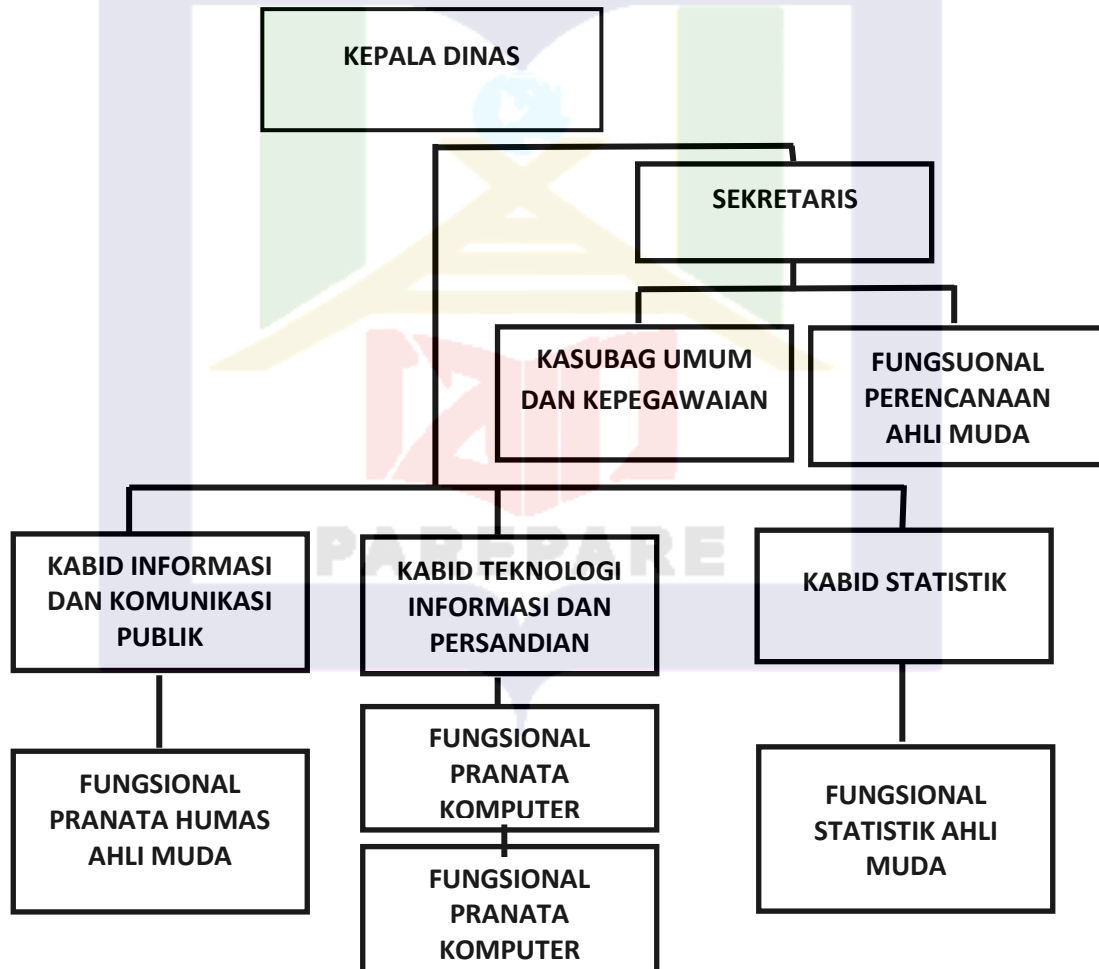 KEPALA DINAS
SEKRETARIS
KASUBAG UMUM
DAN KEPEGAWAIAN
FUNGSUONAL
PERENCANAAN
AHLI MUDA
KABID INFORMASI
DAN KOMUNIKASI
PUBLIK
KABID TEKNOLOGI
INFORMASI DAN
PERSANDIAN
KABID STATISTIK
PAREPARE
FUNGSIONAL
PRANATA HUMAS
AHLI MUDA
FUNGSIONAL
PRANATA
KOMPUTER
FUNGSIONAL
PRANATA
KOMPUTER
FUNGSIONAL
STATISTIK AHLI
MUDA